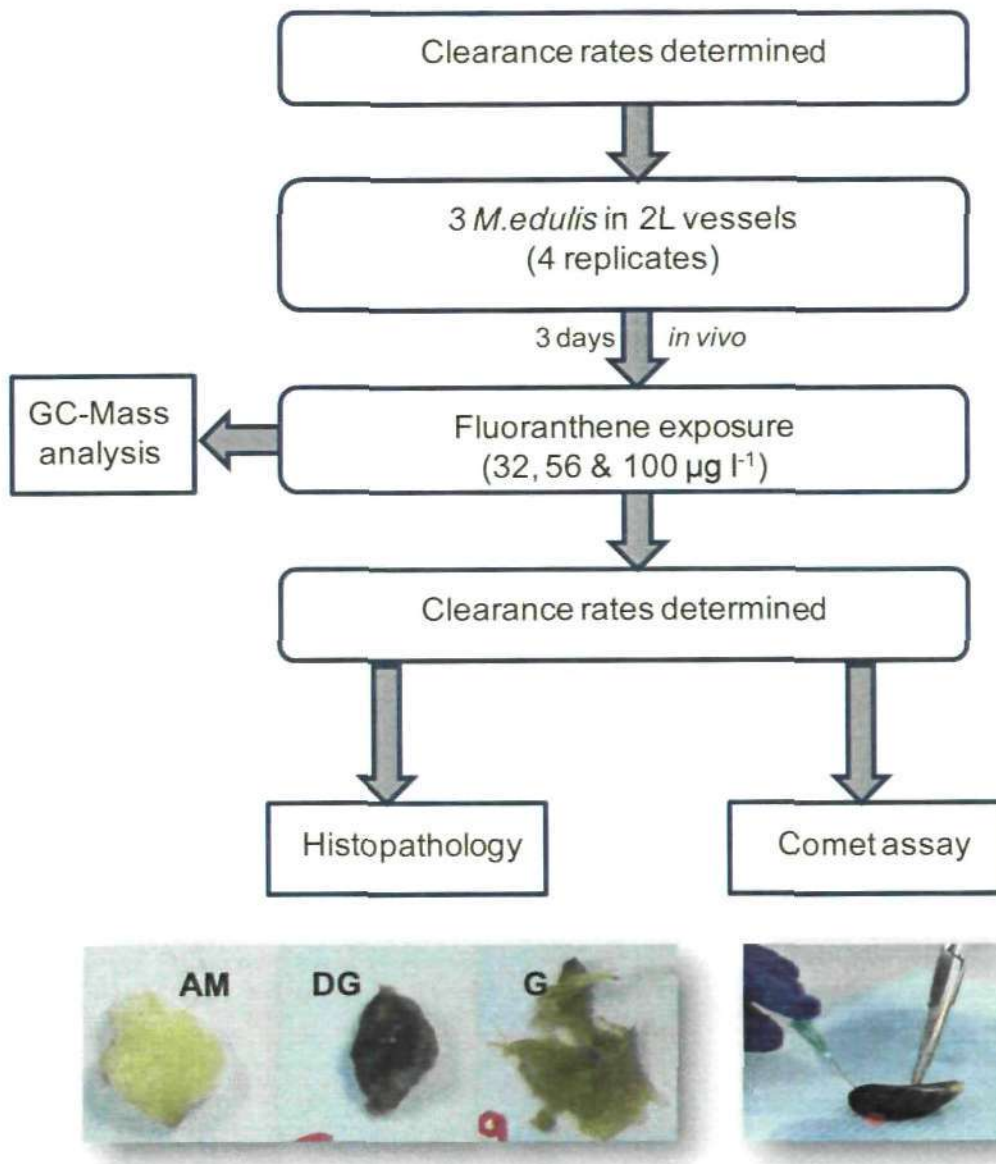 Clearance rates determined
3 M.edulis in 2L vessels
(4 replicates)
3 days in vivo
GC-Mass
analysis
Fluoranthene exposure
(32, 56 & 100 µg l⁻¹)
Clearance rates determined
Histopathology
Comet assay
AM
DG
G
9